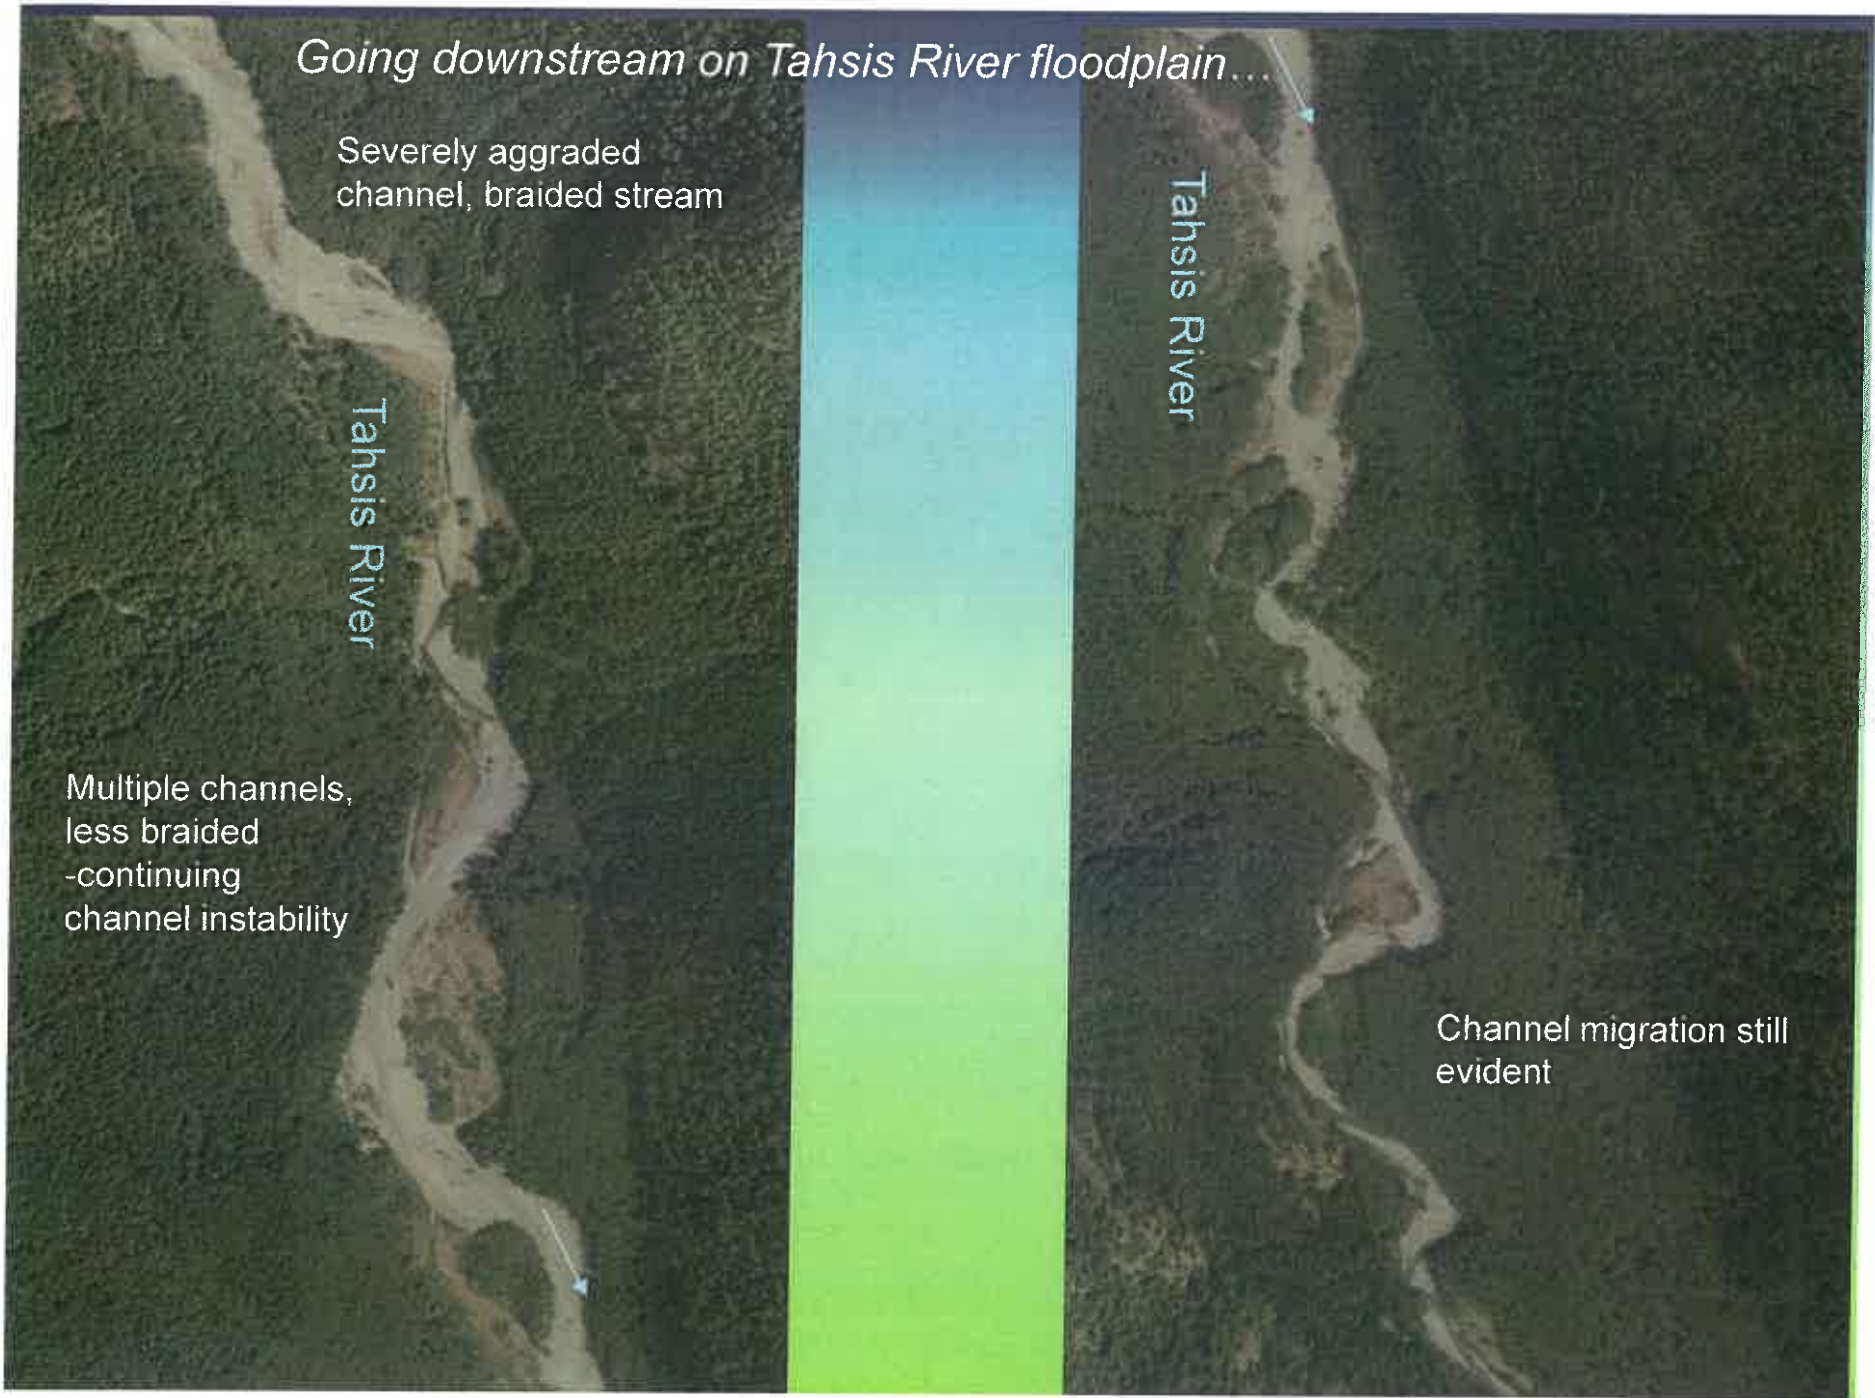 Going downstream on Tahsis River floodplain...
Severely aggraded
channel, braided stream
Tahsis River
Multiple channels,
less braided
-continuing
channel instability
Tahsis River
Channel migration still
evident